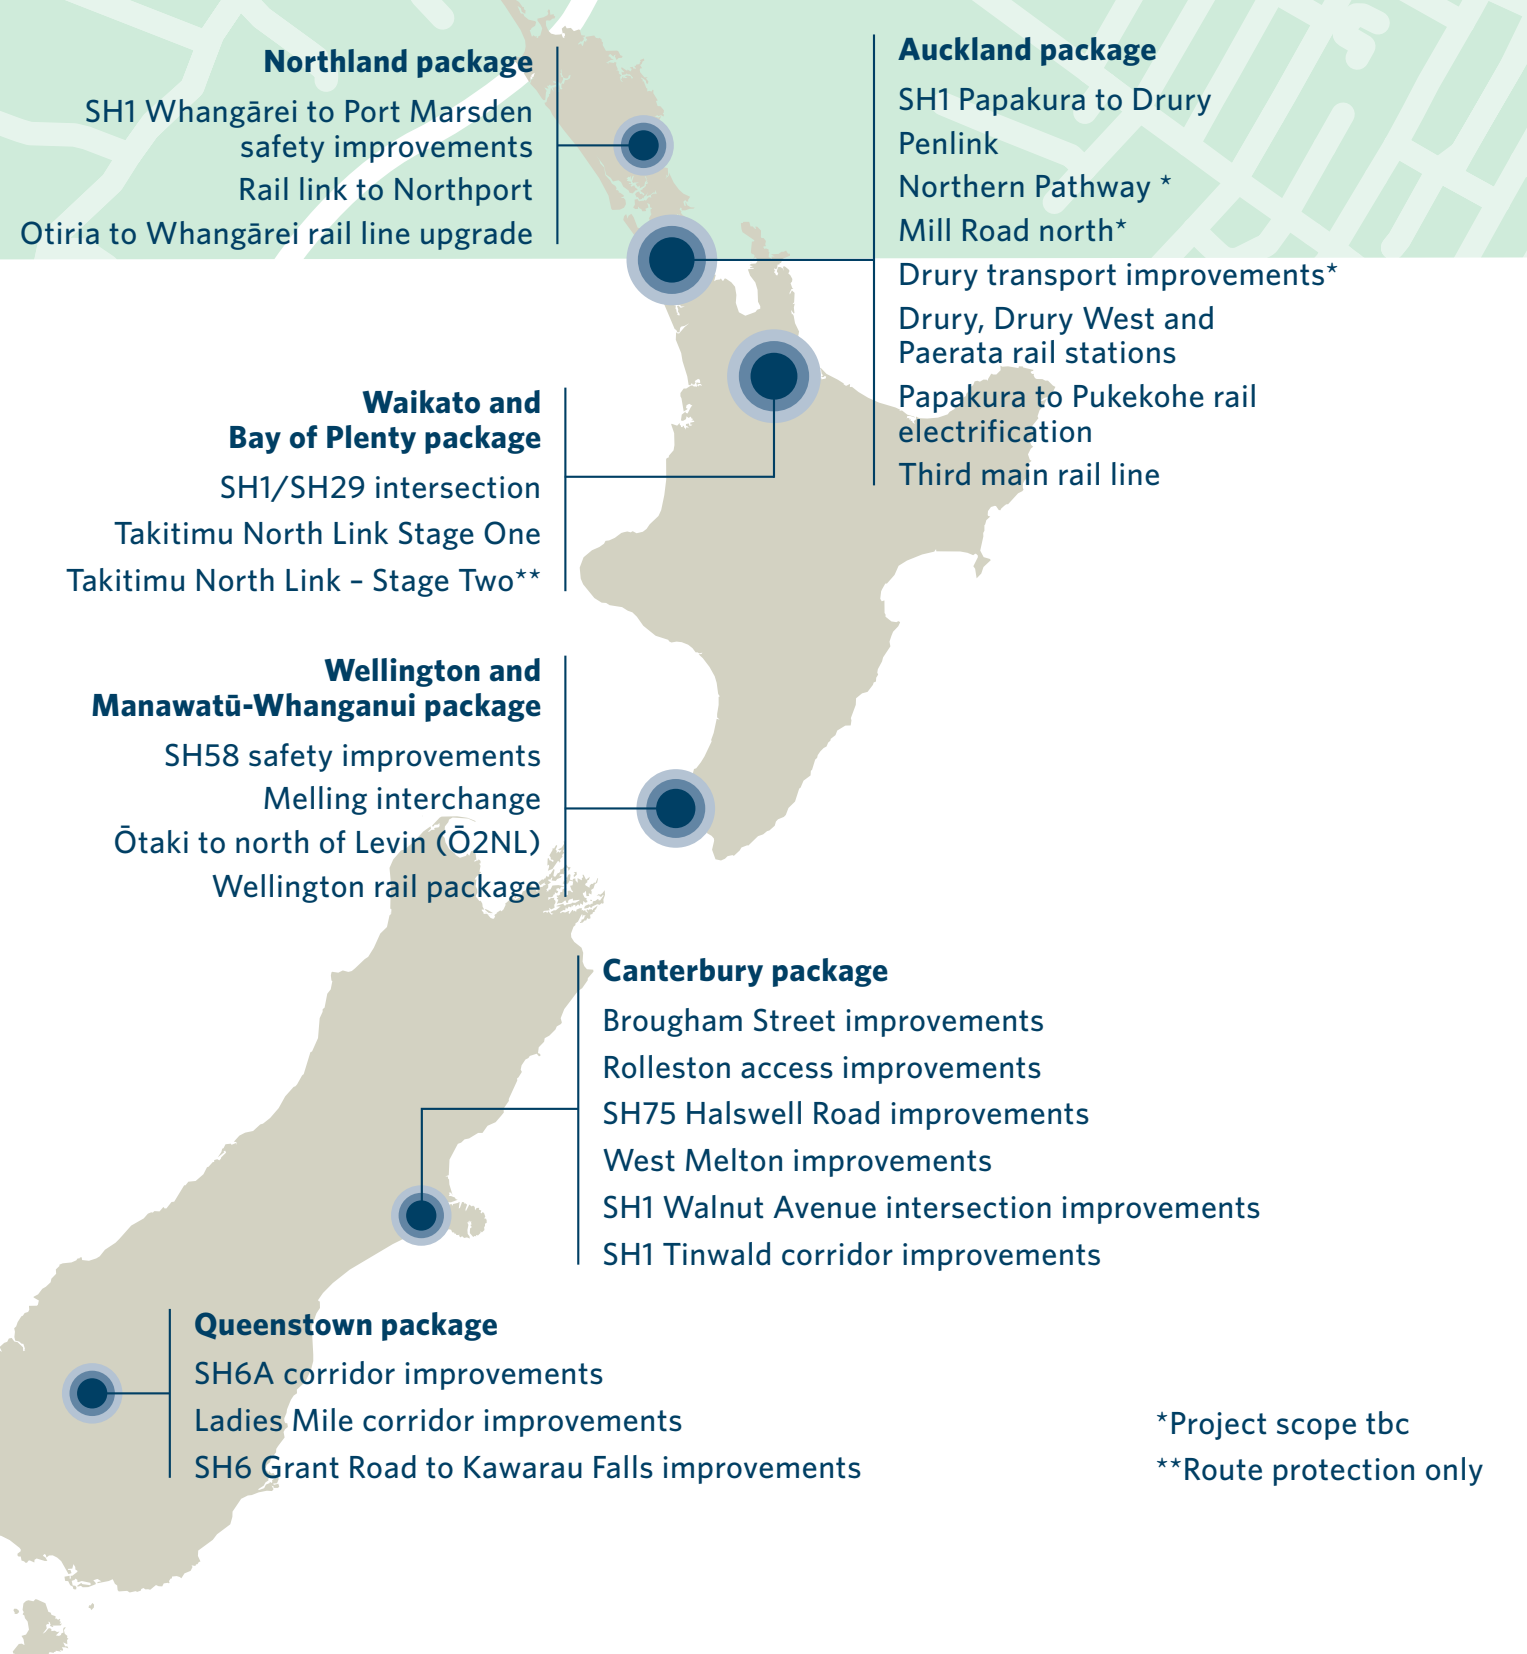 Northland package
SH1 Whangārei to Port Marsden
safety improvements
Rail link to Northport
Otiria to Whangārei rail line upgrade
Auckland package
SH1 Papakura to Drury
Penlink
Northern Pathway *
Mill Road north*
Drury transport improvements*
Drury, Drury West and
Paerata rail stations
Papakura to Pukekohe rail
electrification
Third main rail line
Waikato and
Bay of Plenty package
SH1/SH29 intersection
Takitimu North Link Stage One
Takitimu North Link – Stage Two**
Wellington and
Manawatū-Whanganui package
SH58 safety improvements
Melling interchange
Ōtaki to north of Levin (Ō2NL)
Wellington rail package
Canterbury package
Brougham Street improvements
Rolleston access improvements
SH75 Halswell Road improvements
West Melton improvements
SH1 Walnut Avenue intersection improvements
SH1 Tinwald corridor improvements
Queenstown package
SH6A corridor improvements
Ladies Mile corridor improvements
SH6 Grant Road to Kawarau Falls improvements
*Project scope tbc
**Route protection only